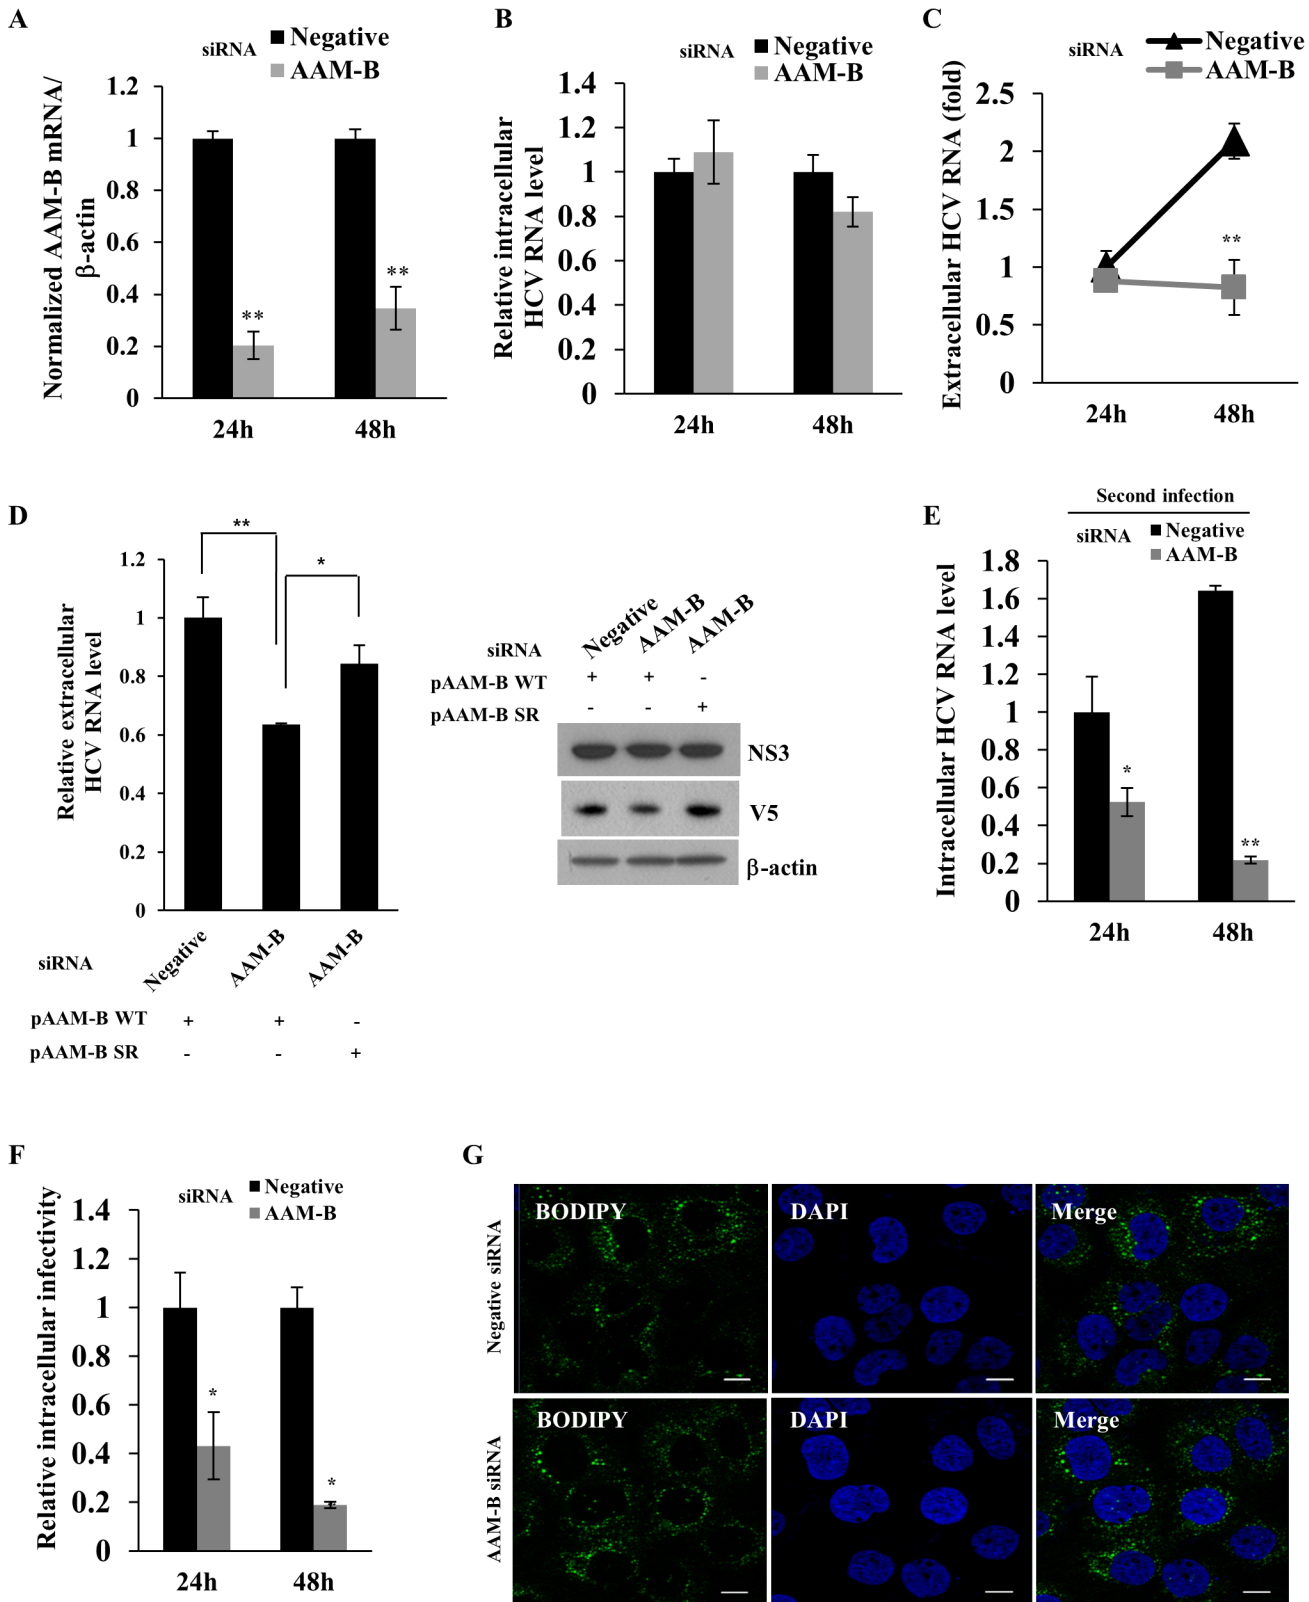 A
siRNA
Negative
AAM-B
Normalized AAM-B mRNA/
β-actin
1.2
1
0.8
0.6
0.4
0.2
0
**
**
24h
48h
B
siRNA
Negative
AAM-B
Relative intracellular
HCV RNA level
1.4
1.2
1
0.8
0.6
0.4
0.2
0
24h
48h
C
siRNA
Negative
AAM-B
Extracellular HCV RNA (fold)
2.5
2
1.5
1
0.5
0
**
24h
48h
D
Relative extracellular
HCV RNA level
1.2
1
0.8
0.6
0.4
0.2
0
**
*
siRNA
Negative
AAM-B
AAM-B
pAAM-B WT + + -
pAAM-B SR - - +
siRNA
Negative
AAM-B
AAM-B
pAAM-B WT + + -
pAAM-B SR - - +
NS3
V5
β-actin
E
Second infection
siRNA
Negative
AAM-B
Intracellular HCV RNA level
1.8
1.6
1.4
1.2
1
0.8
0.6
0.4
0.2
0
*
**
24h
48h
F
siRNA
Negative
AAM-B
Relative intracellular infectivity
1.4
1.2
1
0.8
0.6
0.4
0.2
0
*
*
24h
48h
G
Negative siRNA
BODIPY
DAPI
Merge
AAM-B siRNA
BODIPY
DAPI
Merge